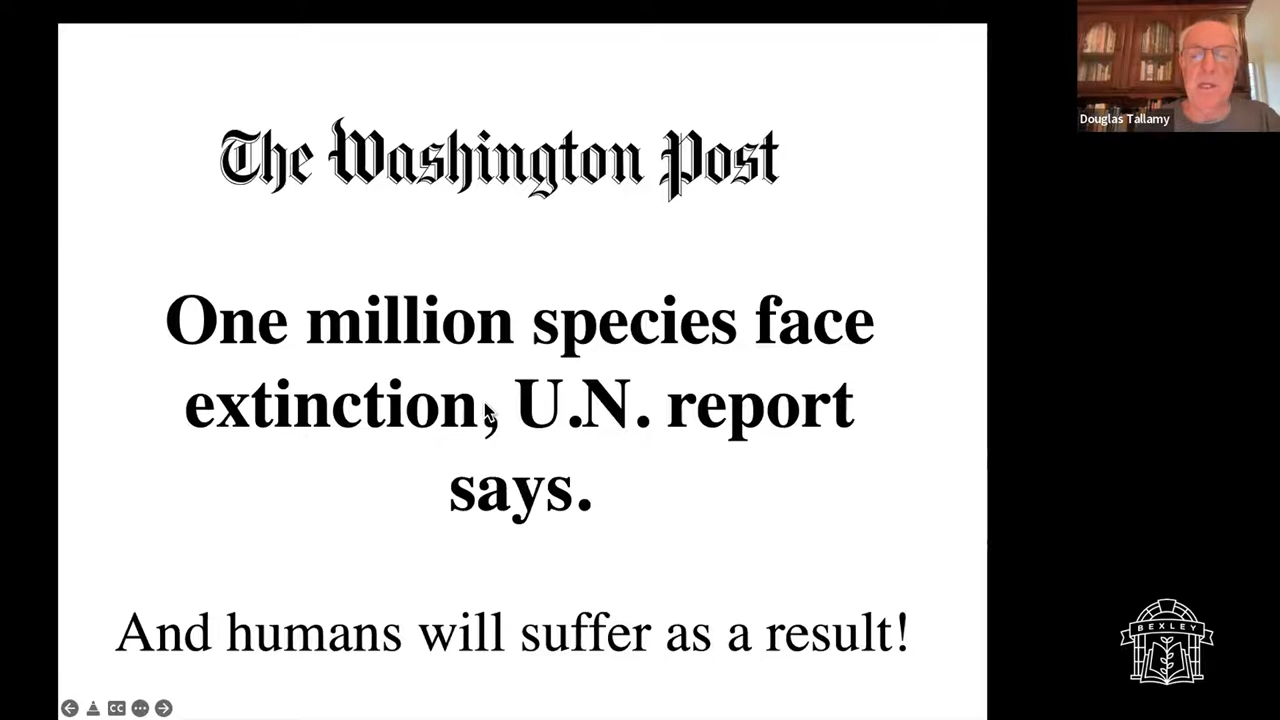 The Washington Post
One million species face
extinction, U.N. report
says.
And humans will suffer as a result!
Douglas Tallamy
CC
BEXLEY